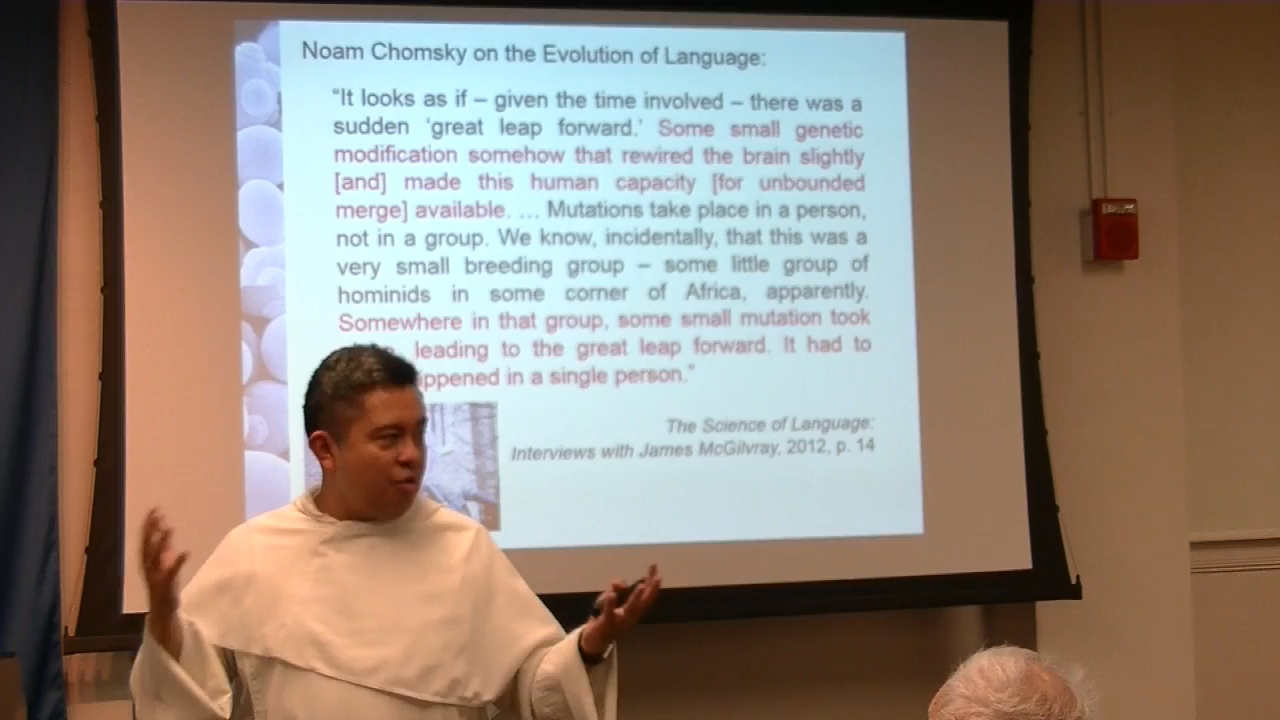 Noam Chomsky on the Evolution of Language:
“It looks as if – given the time involved – there was a
sudden ‘great leap forward.’ Some small genetic
modification somehow that rewired the brain slightly
[and] made this human capacity [for unbounded
merge] available. … Mutations take place in a person,
not in a group. We know, incidentally, that this was a
very small breeding group – some little group of
hominids in some corner of Africa, apparently.
Somewhere in that group, some small mutation took
leading to the great leap forward. It had to
ppened in a single person.”
The Science of Language:
Interviews with James McGilvray, 2012, p. 14